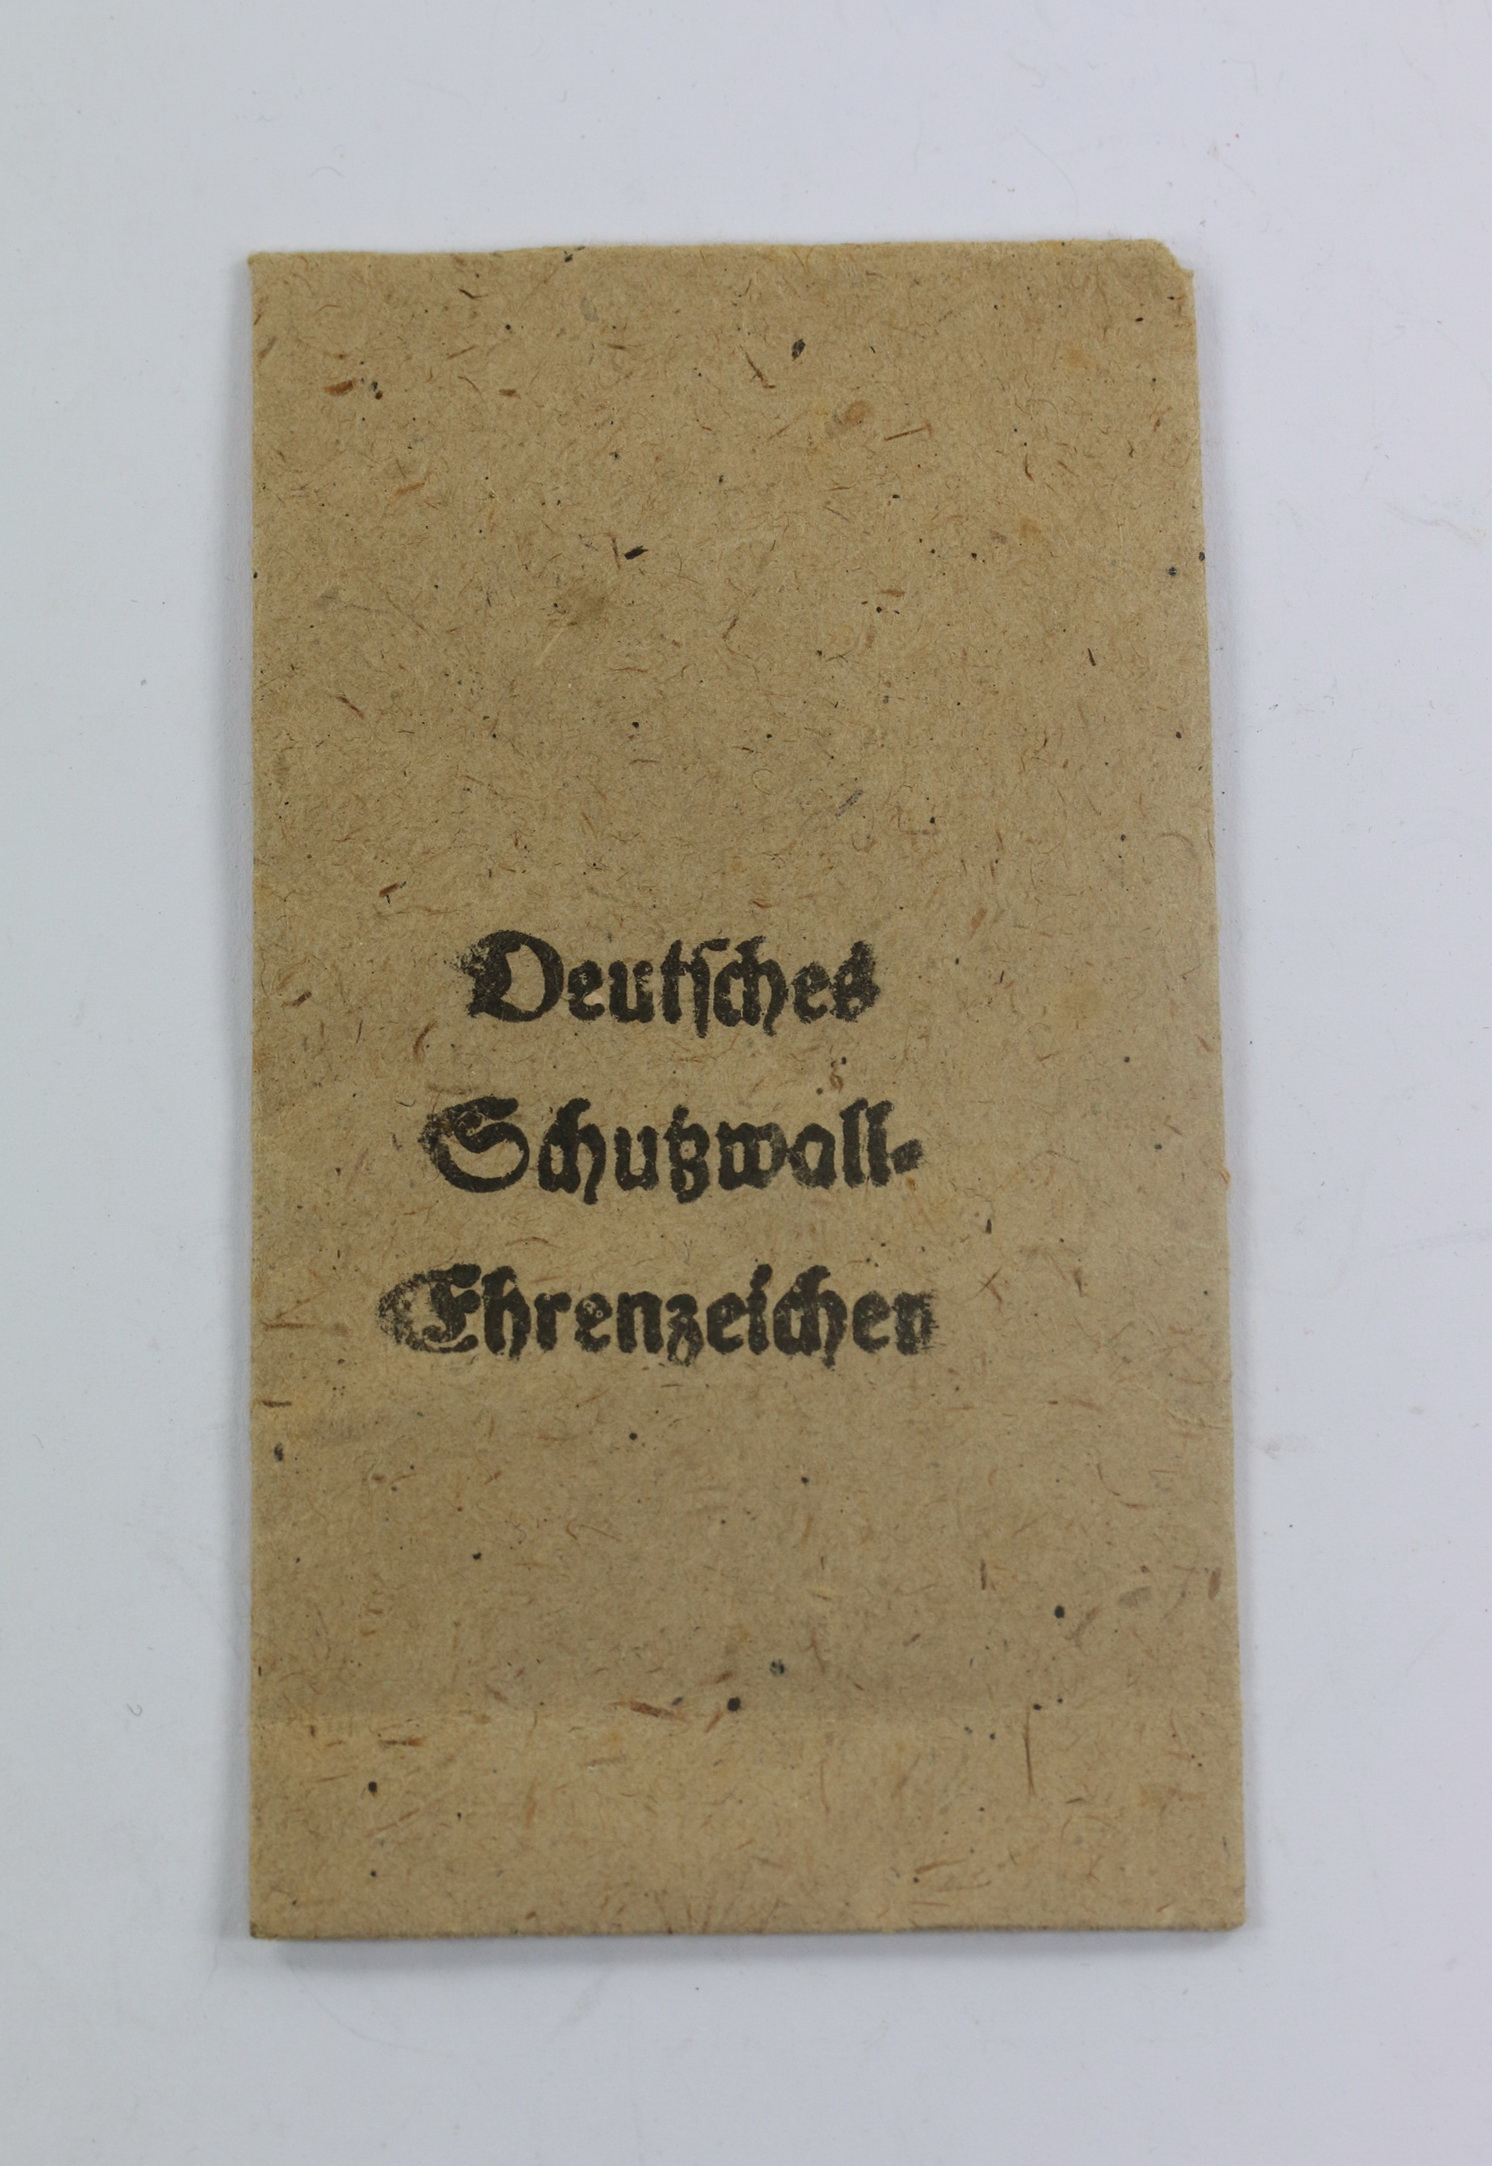 Deutsches
Schutzwall-
Ehrenzeichen